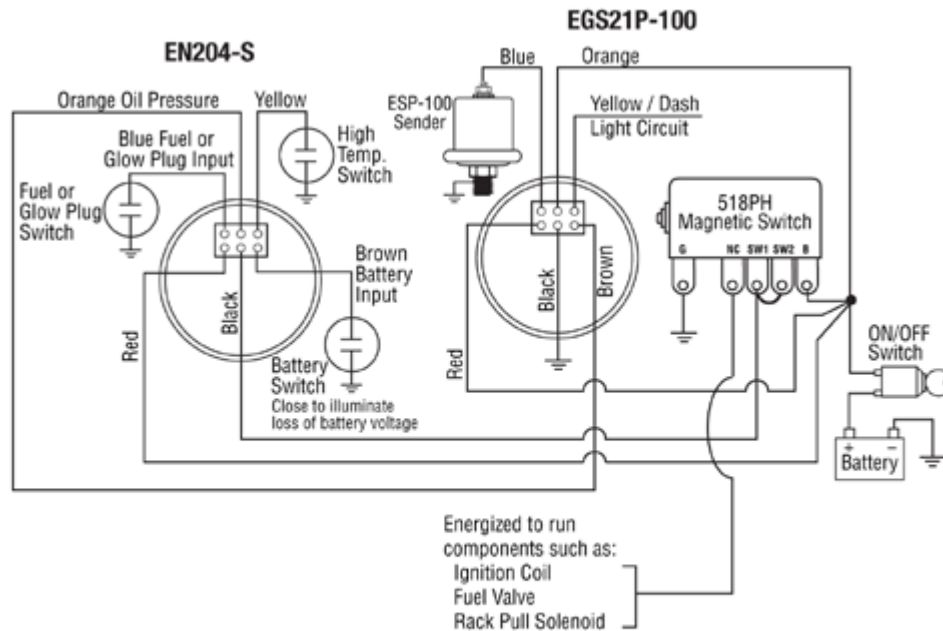 EGS21P-100
EN204-S
Blue
Orange
Orange Oil Pressure
Yellow
ESP-100
Sender
Yellow / Dash
Light Circuit
Blue Fuel or
Glow Plug Input
High
Temp.
Switch
Fuel or
Glow Plug
Switch
518PH
Magnetic Switch
G
NC
SW1
SW2
B
Brown
Battery
Input
Black
Red
Black
Brown
Red
ON/OFF
Switch
Battery
Switch
Close to illuminate
loss of battery voltage
+
−
Battery
Energized to run
components such as:
Ignition Coil
Fuel Valve
Rack Pull Solenoid